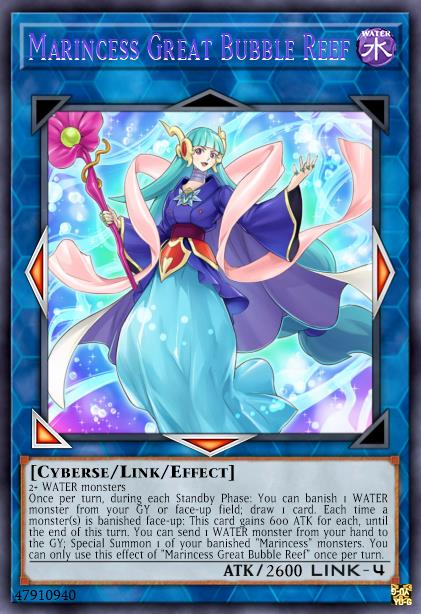 MARINCESS GREAT BUBBLE REEF
WATER
水
[CYBERSE/LINK/EFFECT]
2+ WATER monsters
Once per turn, during each Standby Phase: You can banish 1 WATER
monster from your GY or face-up field; draw 1 card. Each time a
monster(s) is banished face-up: This card gains 600 ATK for each, until
the end of this turn. You can send 1 WATER monster from your hand to
the GY; Special Summon 1 of your banished "Marincess" monsters. You
can only use this effect of "Marincess Great Bubble Reef" once per turn.
ATK/2600 LINK-4
47910940